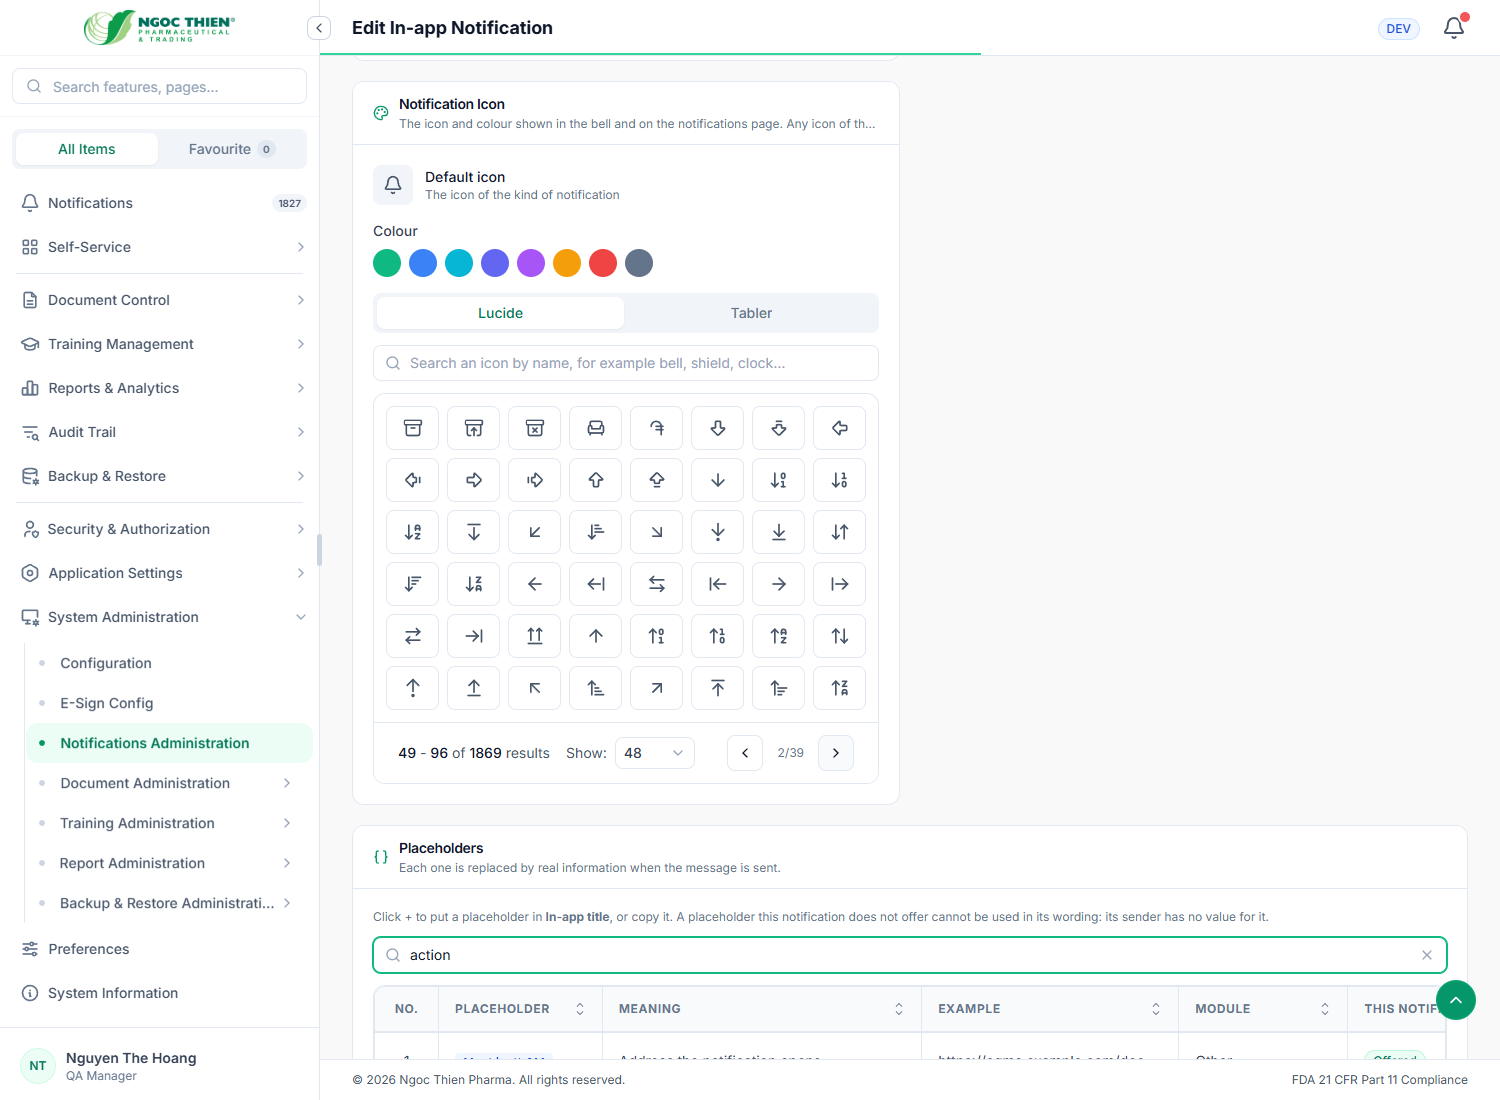 NGOC THIEN®
PHARMACEUTICAL
& TRADING
Edit In-app Notification
DEV
Search features, pages...
All Items
Favourite 0
Notifications 1827
Self-Service
Document Control
Training Management
Reports & Analytics
Audit Trail
Backup & Restore
Security & Authorization
Application Settings
System Administration
Configuration
E-Sign Config
Notifications Administration
Document Administration
Training Administration
Report Administration
Backup & Restore Administrati...
Preferences
System Information
NT
Nguyen The Hoang
QA Manager
Notification Icon
The icon and colour shown in the bell and on the notifications page. Any icon of th...
Default icon
The icon of the kind of notification
Colour
Lucide
Tabler
Search an icon by name, for example bell, shield, clock...
49 - 96 of 1869 results
Show: 48
2/39
Placeholders
Each one is replaced by real information when the message is sent.
Click + to put a placeholder in In-app title, or copy it. A placeholder this notification does not offer cannot be used in its wording: its sender has no value for it.
action
NO. PLACEHOLDER MEANING EXAMPLE MODULE THIS NOTIF
© 2026 Ngoc Thien Pharma. All rights reserved.
FDA 21 CFR Part 11 Compliance